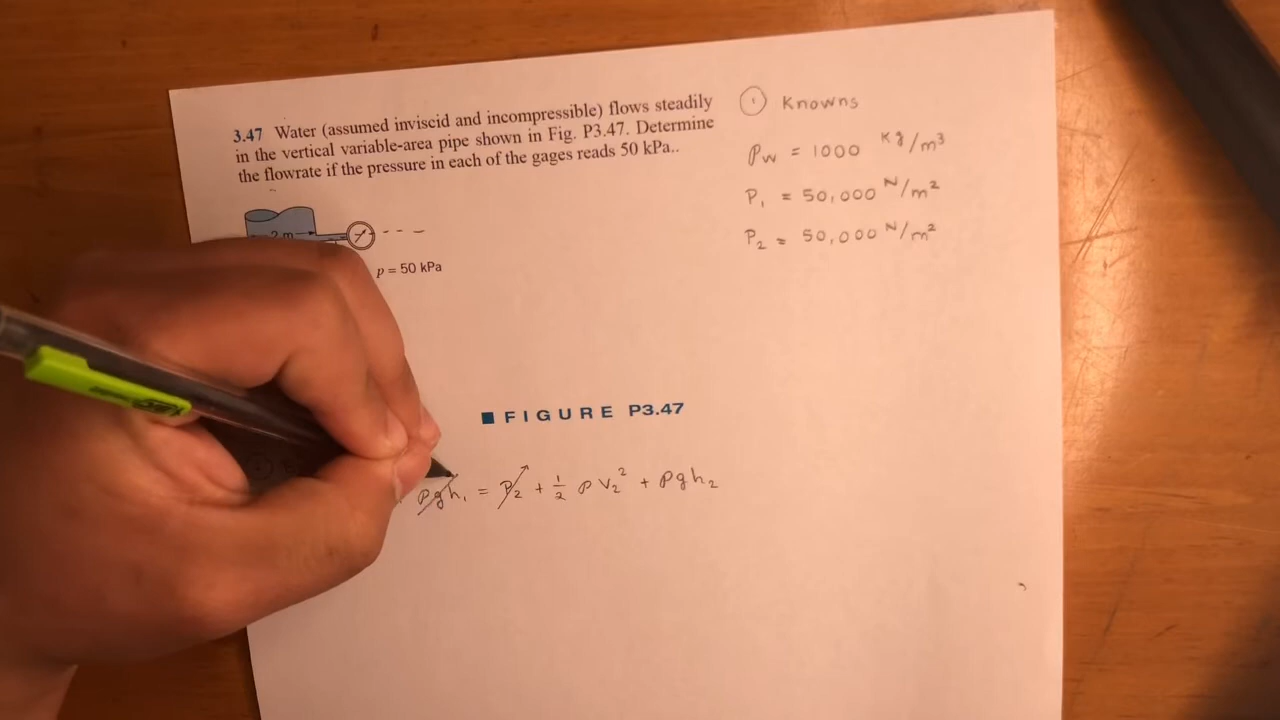 3.47 Water (assumed inviscid and incompressible) flows steadily
in the vertical variable-area pipe shown in Fig. P3.47. Determine
the flowrate if the pressure in each of the gages reads 50 kPa..
2 m
p = 50 kPa
■ FIGURE P3.47
① Knowns
ρw = 1000 kg/m³
P₁ = 50,000 N/m²
P₂ = 50,000 N/m²
ρgh₁ = P₂ + ½ ρ V₂² + ρgh₂